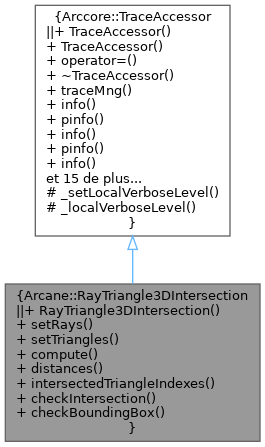 {Arccore::TraceAccessor
||+ TraceAccessor()
+ TraceAccessor()
+ operator=()
+ ~TraceAccessor()
+ traceMng()
+ info()
+ pinfo()
+ info()
+ pinfo()
+ info()
et 15 de plus...
# _setLocalVerboseLevel()
# _localVerboseLevel()
}
{Arcane::RayTriangle3DIntersection
||+ RayTriangle3DIntersection()
+ setRays()
+ setTriangles()
+ compute()
+ distances()
+ intersectedTriangleIndexes()
+ checkIntersection()
+ checkBoundingBox()
}